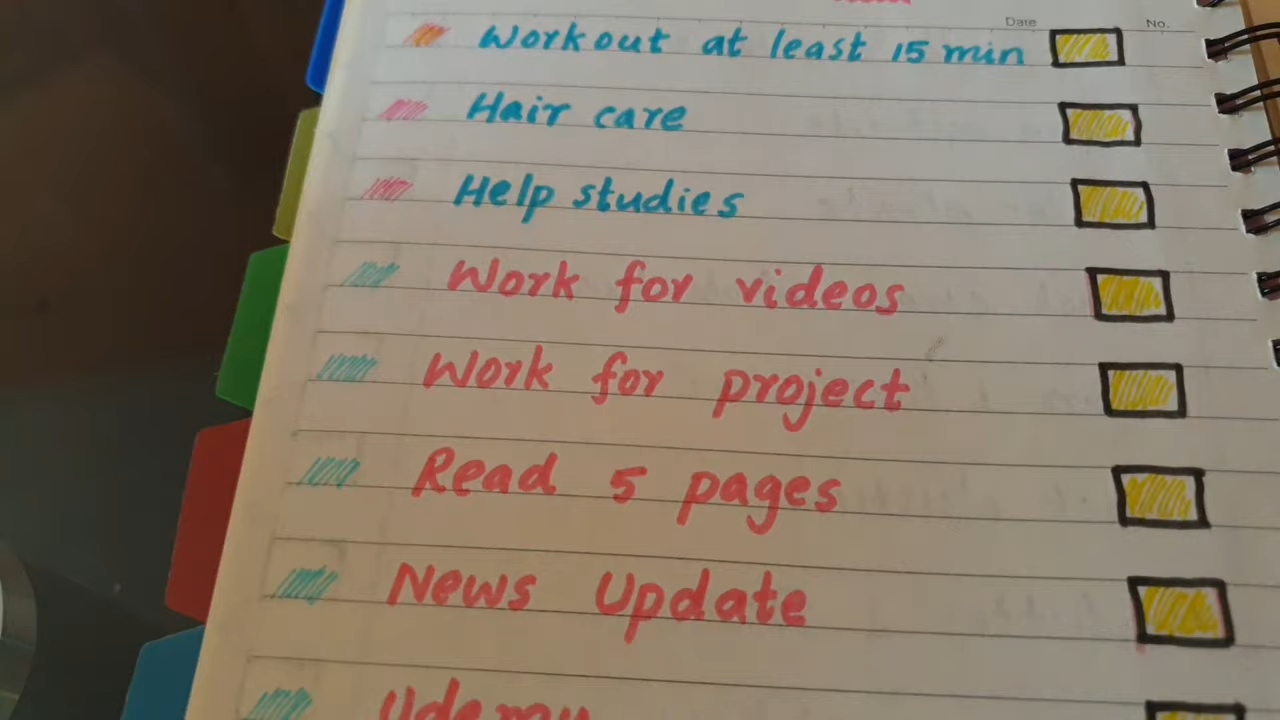 Date No.
Workout at least 15 min
Hair care
Help studies
Work for videos
Work for project
Read 5 pages
News Update
Udemy